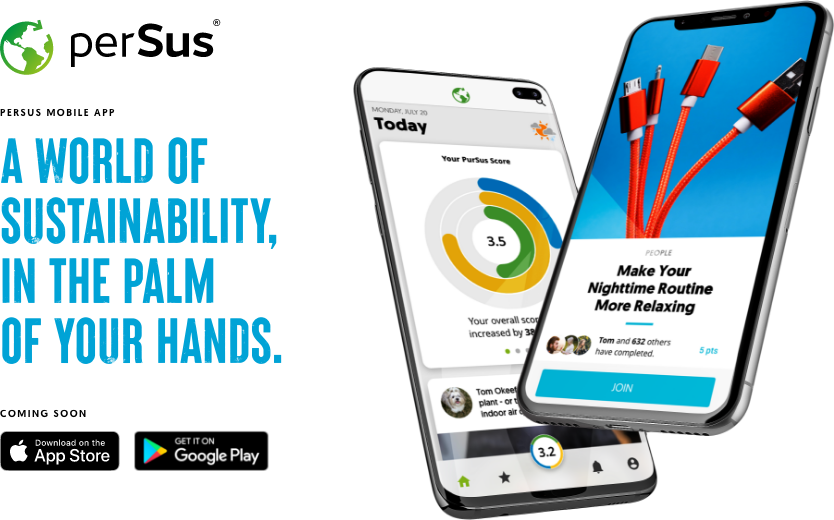 perSus®
PERSUS MOBILE APP
A WORLD OF
SUSTAINABILITY,
IN THE PALM
OF YOUR HANDS.
COMING SOON
Download on the
App Store
GET IT ON
Google Play
MONDAY, JULY 20
Today
Your PurSus Score
3.5
Your overall score
increased by 38
Tom Okeef
plant - or t
indoor air
3.2
PEOPLE
Make Your
Nighttime Routine
More Relaxing
Tom and 632 others
have completed.
5 pts
JOIN